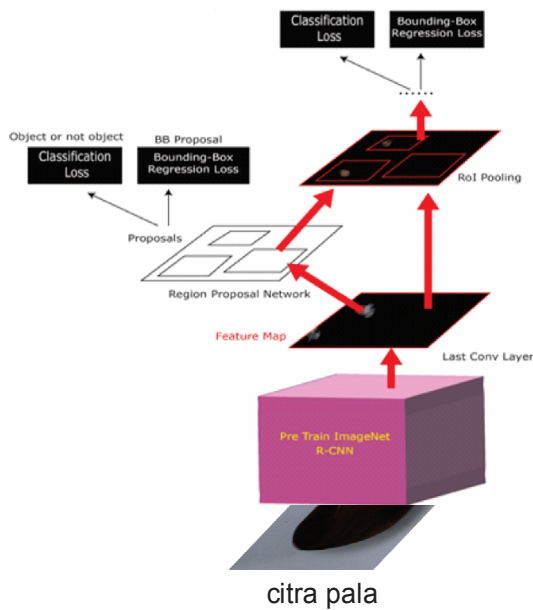 Classification
Loss
Bounding-Box
Regression Loss
Object or not object
Classification
Loss
BB Proposal
Bounding-Box
Regression Loss
RoI Pooling
Proposals
Region Proposal Network
Feature Map
Last Conv Layer
Pre Train ImageNet
R-CNN
citra pala